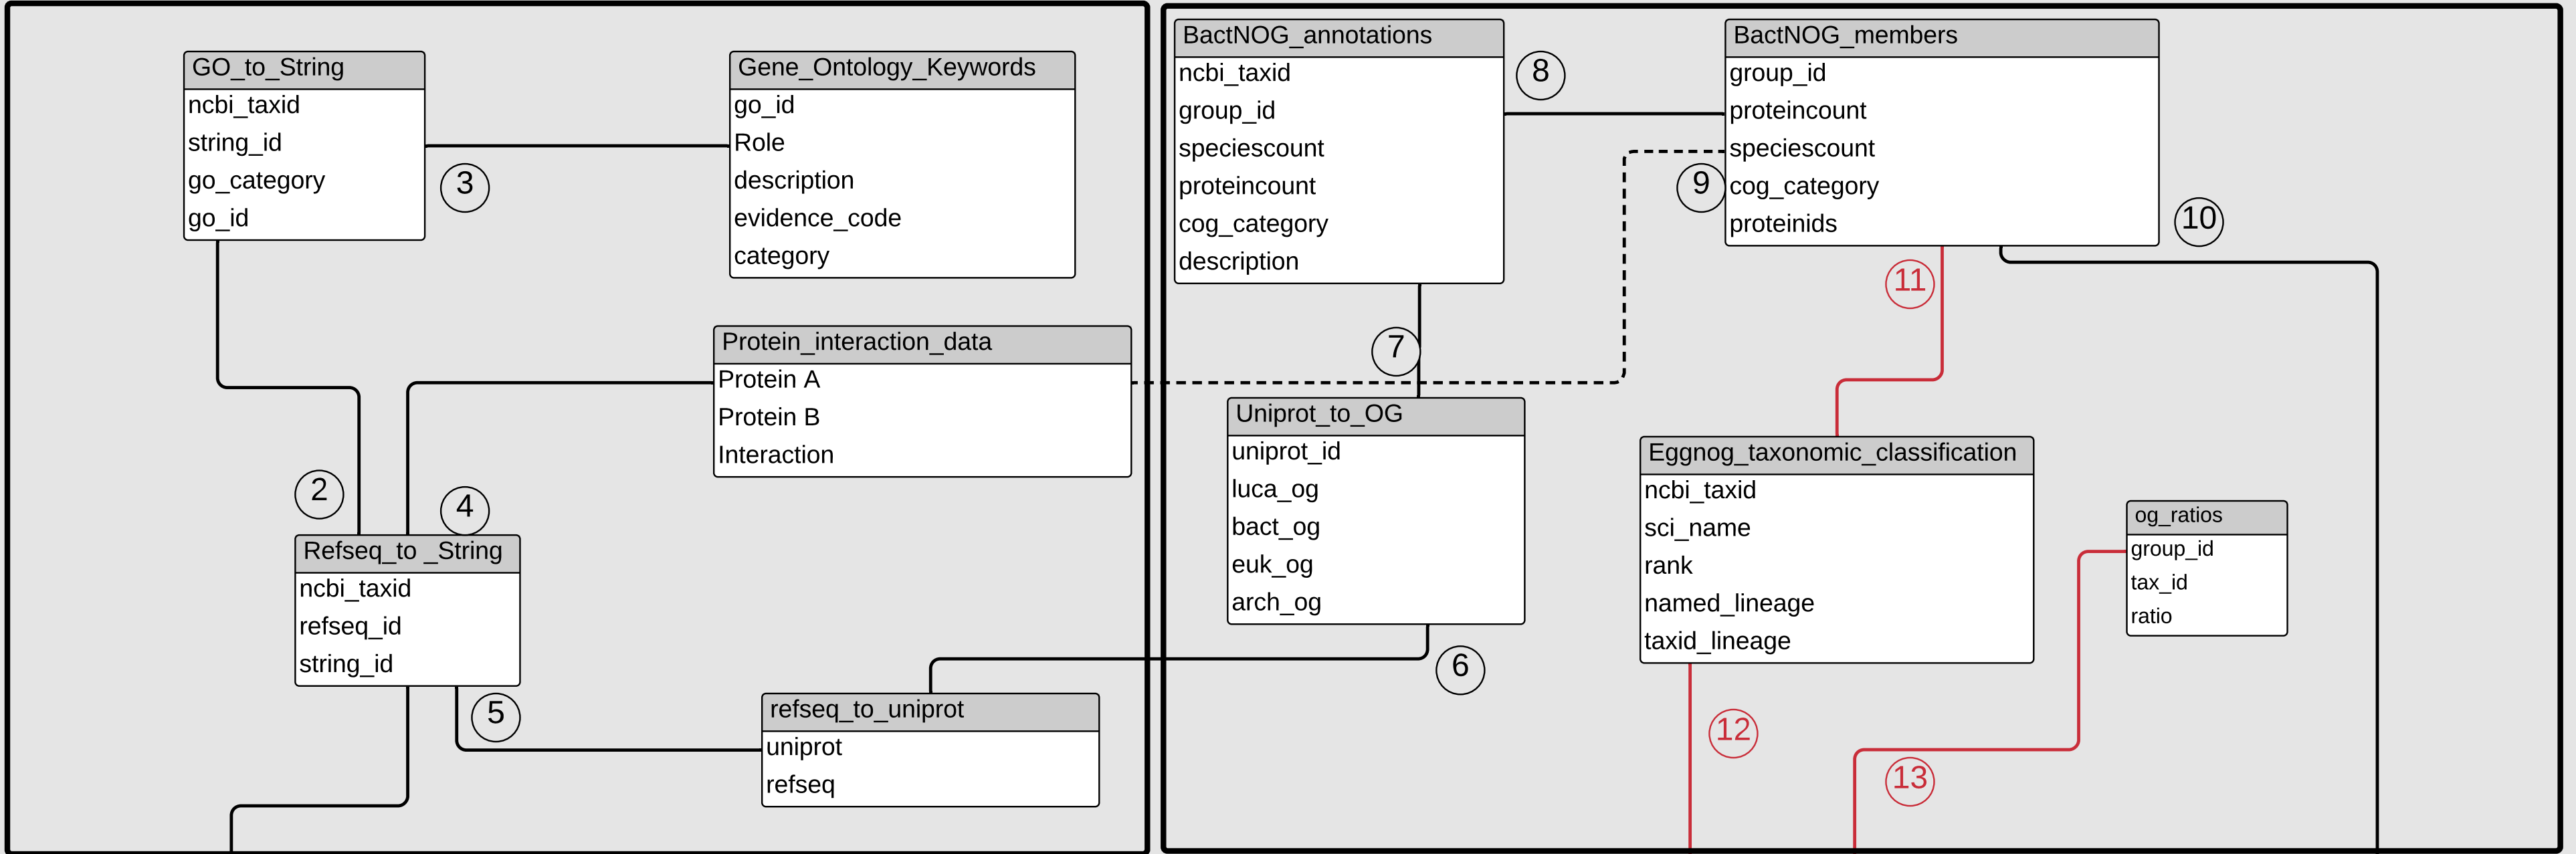 GO_to_String
ncbi_taxid
string_id
go_category
go_id
3
Gene_Ontology_Keywords
go_id
Role
description
evidence_code
category
Protein_interaction_data
Protein A
Protein B
Interaction
2
4
Refseq_to _String
ncbi_taxid
refseq_id
string_id
5
refseq_to_uniprot
uniprot
refseq
BactNOG_annotations
ncbi_taxid
group_id
speciescount
proteincount
cog_category
description
8
BactNOG_members
group_id
proteincount
speciescount
cog_category
proteinids
9
10
11
7
Uniprot_to_OG
uniprot_id
luca_og
bact_og
euk_og
arch_og
6
Eggnog_taxonomic_classification
ncbi_taxid
sci_name
rank
named_lineage
taxid_lineage
og_ratios
group_id
tax_id
ratio
12
13